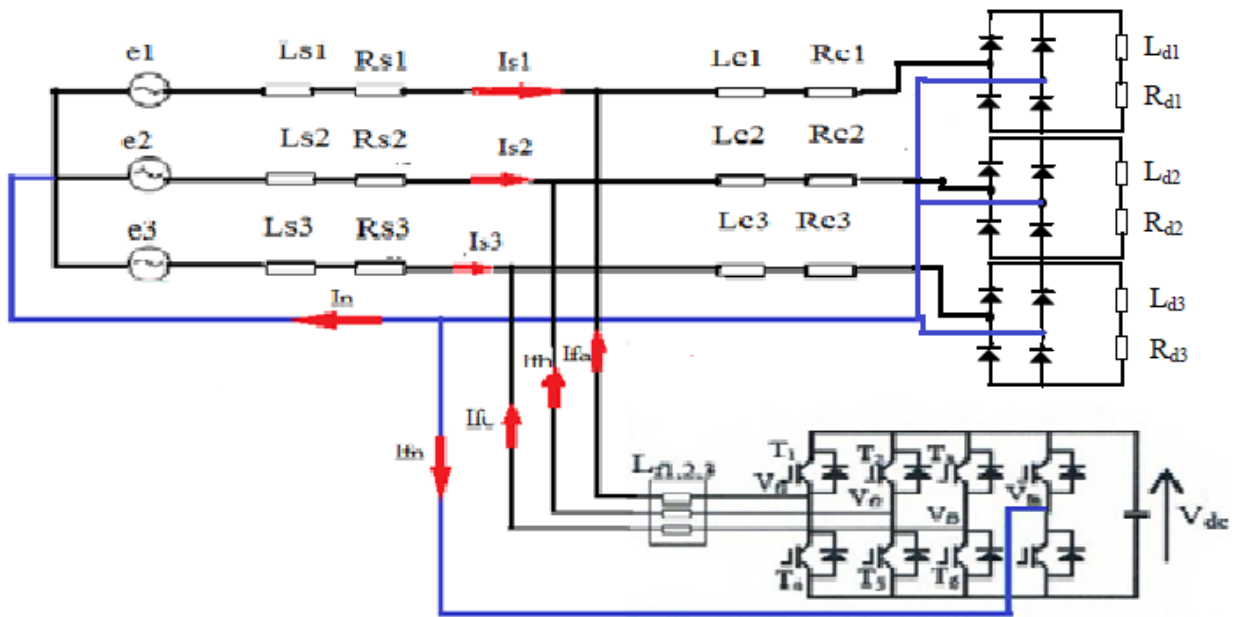 e1 Ls1 Rs1 Is1 Lc1 Rc1 Ld1
Rd1
e2 Ls2 Rs2 Is2 Lc2 Rc2 Ld2
Rd2
e3 Ls3 Rs3 Is3 Lc3 Rc3 Ld3
Rd3
In
Ifa
Ifb
Ifn
Lf1,2,3
T1 T2 T3
Vf1 Vf2 Vf3 Vfn
Vdc
T4 T5 T6